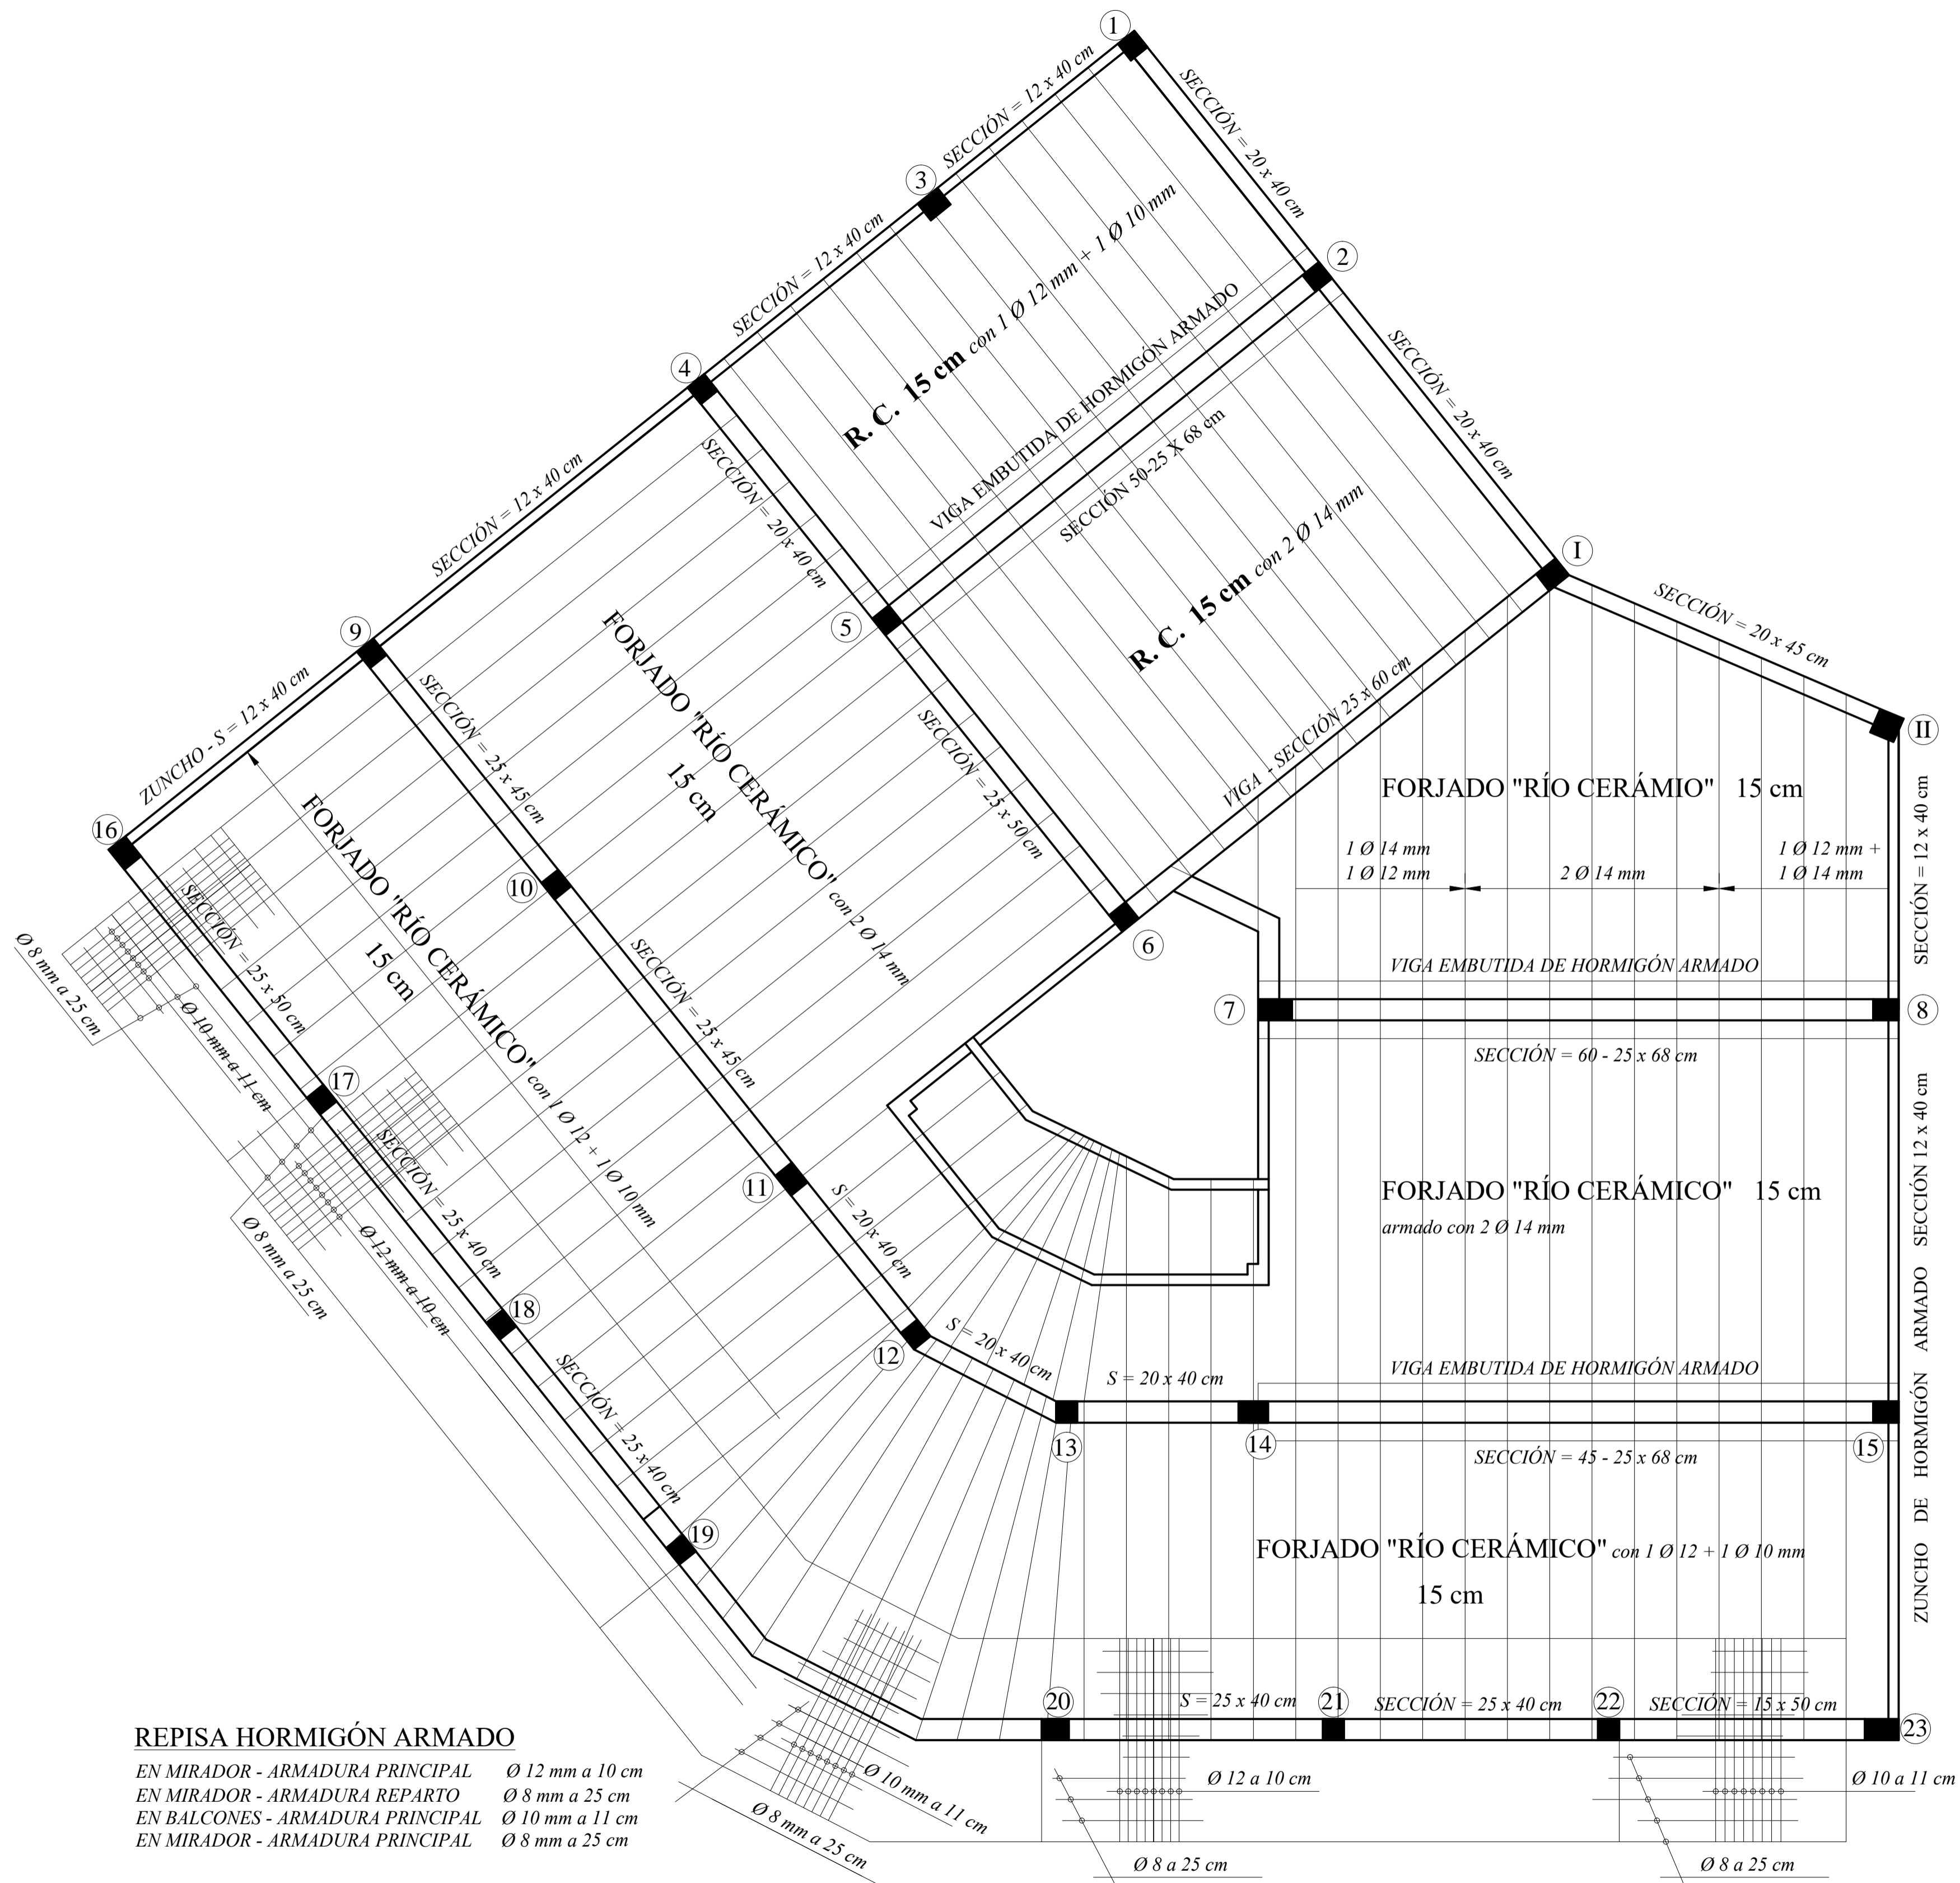 1
SECCIÓN = 12 x 40 cm
SECCIÓN = 20 x 40 cm
3
2
SECCIÓN = 12 x 40 cm
R. C. 15 cm con 1 Ø 12 mm + 1 Ø 10 mm
VIGA EMBUTIDA DE HORMIGÓN ARMADO
SECCIÓN 50-25 X 68 cm
SECCIÓN = 20 x 40 cm
4
SECCIÓN = 20 x 40 cm
R. C. 15 cm con 2 Ø 14 mm
I
SECCIÓN = 20 x 45 cm
II
SECCIÓN = 12 x 40 cm
5
9
ZUNCHO - S = 12 x 40 cm
SECCIÓN = 25 x 45 cm
FORJADO "RÍO CERÁMICO" con 2 Ø 14 mm
15 cm
SECCIÓN = 25 x 50 cm
VIGA - SECCIÓN 25 x 60 cm
FORJADO "RÍO CERÁMIO" 15 cm
1 Ø 14 mm
1 Ø 12 mm
2 Ø 14 mm
1 Ø 12 mm +
1 Ø 14 mm
SECCIÓN = 12 x 40 cm
16
10
6
FORJADO "RÍO CERÁMICO" con 1 Ø 12 + 1 Ø 10 mm
15 cm
SECCIÓN = 25 x 50 cm
Ø 8 mm a 25 cm
Ø 10 mm a 11 cm
SECCIÓN = 25 x 45 cm
VIGA EMBUTIDA DE HORMIGÓN ARMADO
7
8
SECCIÓN = 60 - 25 x 68 cm
17
SECCIÓN = 25 x 40 cm
Ø 8 mm a 25 cm
Ø 12 mm a 10 cm
11
S = 20 x 40 cm
FORJADO "RÍO CERÁMICO" 15 cm
armado con 2 Ø 14 mm
ZUNCHO DE HORMIGÓN ARMADO SECCIÓN 12 x 40 cm
18
12
S = 20 x 40 cm
S = 20 x 40 cm
VIGA EMBUTIDA DE HORMIGÓN ARMADO
13
14
15
SECCIÓN = 45 - 25 x 68 cm
SECCIÓN = 25 x 40 cm
19
FORJADO "RÍO CERÁMICO" con 1 Ø 12 + 1 Ø 10 mm
15 cm
20
S = 25 x 40 cm
21
SECCIÓN = 25 x 40 cm
22
SECCIÓN = 15 x 50 cm
23
Ø 10 mm a 11 cm
Ø 8 mm a 25 cm
Ø 12 a 10 cm
Ø 10 a 11 cm
Ø 8 a 25 cm
Ø 8 a 25 cm
REPISA HORMIGÓN ARMADO
EN MIRADOR - ARMADURA PRINCIPAL Ø 12 mm a 10 cm
EN MIRADOR - ARMADURA REPARTO Ø 8 mm a 25 cm
EN BALCONES - ARMADURA PRINCIPAL Ø 10 mm a 11 cm
EN MIRADOR - ARMADURA PRINCIPAL Ø 8 mm a 25 cm